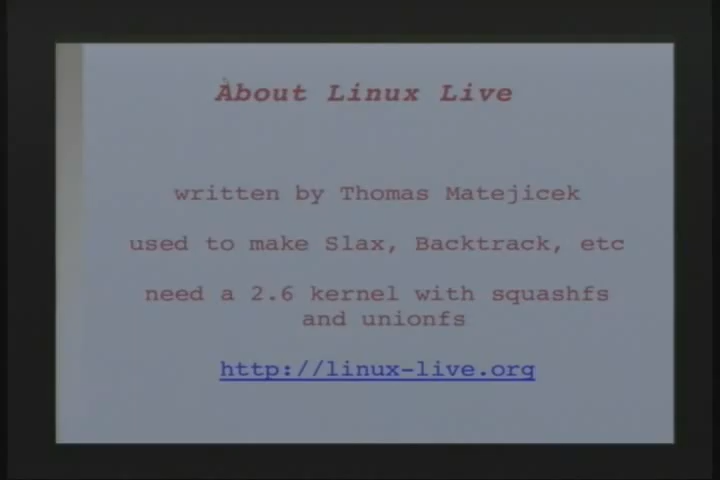 About Linux Live
written by Thomas Matejicek
used to make Slax, Backtrack, etc
need a 2.6 kernel with squashfs
and unionfs
http://linux-live.org